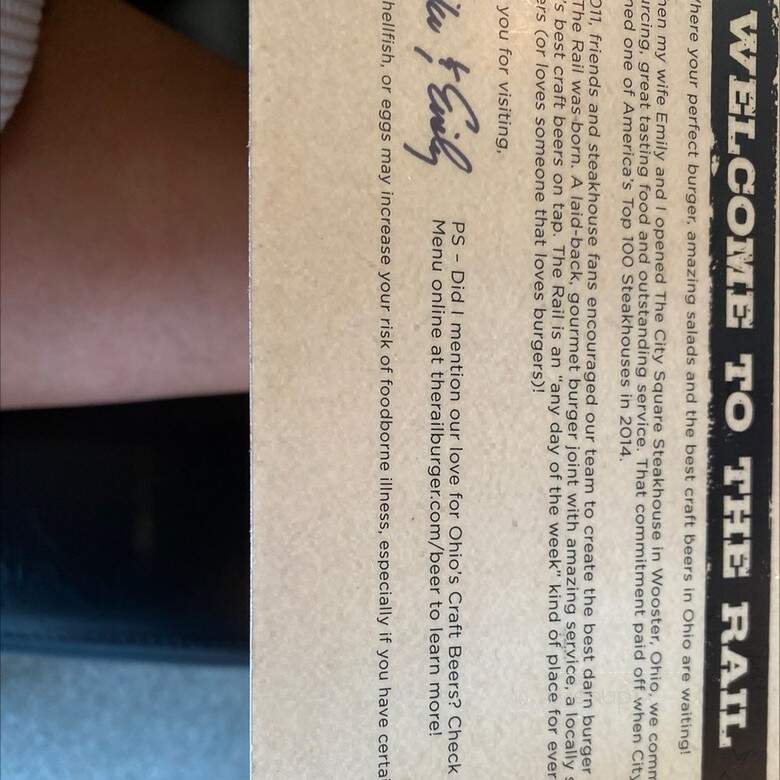 WELCOME TO THE RAIL
here your perfect burger, amazing salads and the best craft beers in Ohio are waiting!
hen my wife Emily and I opened The City Square Steakhouse in Wooster, Ohio, we comm
urcing, great tasting food and outstanding service. That commitment paid off when City
ned one of America's Top 100 Steakhouses in 2014.
011, friends and steakhouse fans encouraged our team to create the best darn burger
The Rail was born. A laid-back, gourmet burger joint with amazing service, a locally s
's best craft beers on tap. The Rail is an "any day of the week" kind of place for ever
ers (or loves someone that loves burgers)!
you for visiting,
& Emily
PS – Did I mention our love for Ohio's Craft Beers? Check
Menu online at therailburger.com/beer to learn more!
hellfish, or eggs may increase your risk of foodborne illness, especially if you have certai